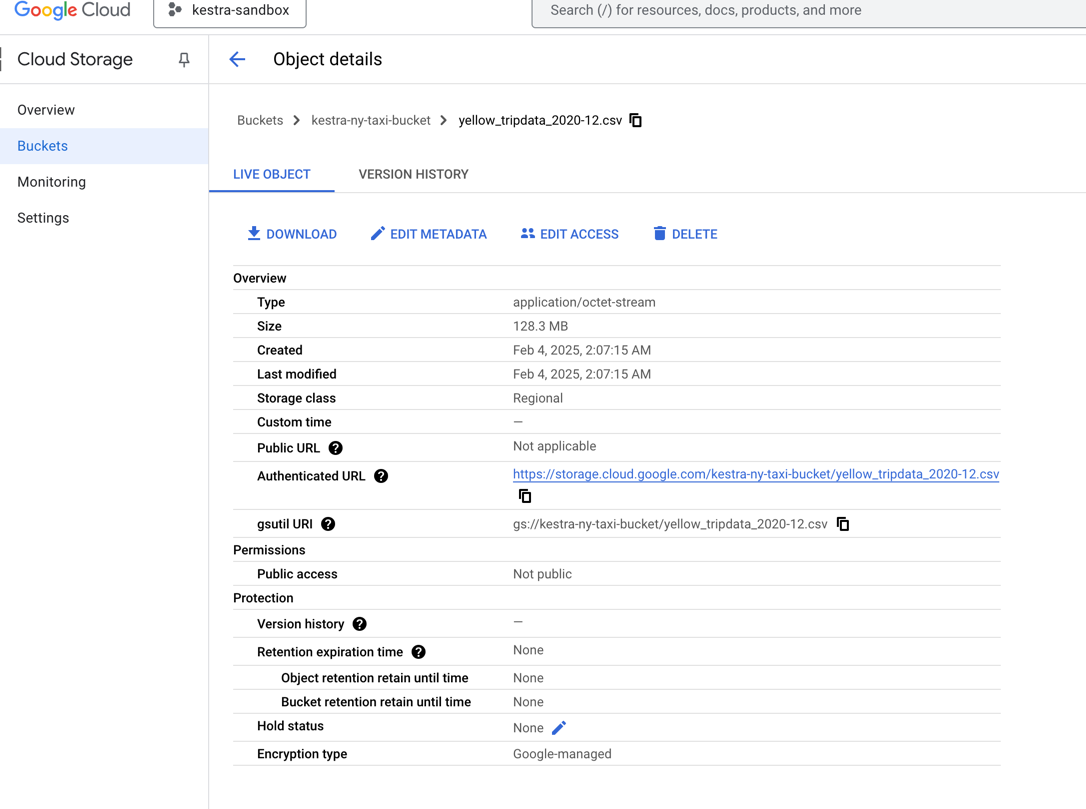 Google Cloud
kestra-sandbox
Search (/) for resources, docs, products, and more
Cloud Storage
Object details
Overview
Buckets
Monitoring
Settings
Buckets > kestra-ny-taxi-bucket > yellow_tripdata_2020-12.csv
LIVE OBJECT VERSION HISTORY
DOWNLOAD EDIT METADATA EDIT ACCESS DELETE
Overview
Type application/octet-stream
Size 128.3 MB
Created Feb 4, 2025, 2:07:15 AM
Last modified Feb 4, 2025, 2:07:15 AM
Storage class Regional
Custom time —
Public URL ? Not applicable
Authenticated URL ? https://storage.cloud.google.com/kestra-ny-taxi-bucket/yellow_tripdata_2020-12.csv
gsutil URI ? gs://kestra-ny-taxi-bucket/yellow_tripdata_2020-12.csv
Permissions
Public access Not public
Protection
Version history ? —
Retention expiration time ? None
Object retention retain until time None
Bucket retention retain until time None
Hold status None
Encryption type Google-managed